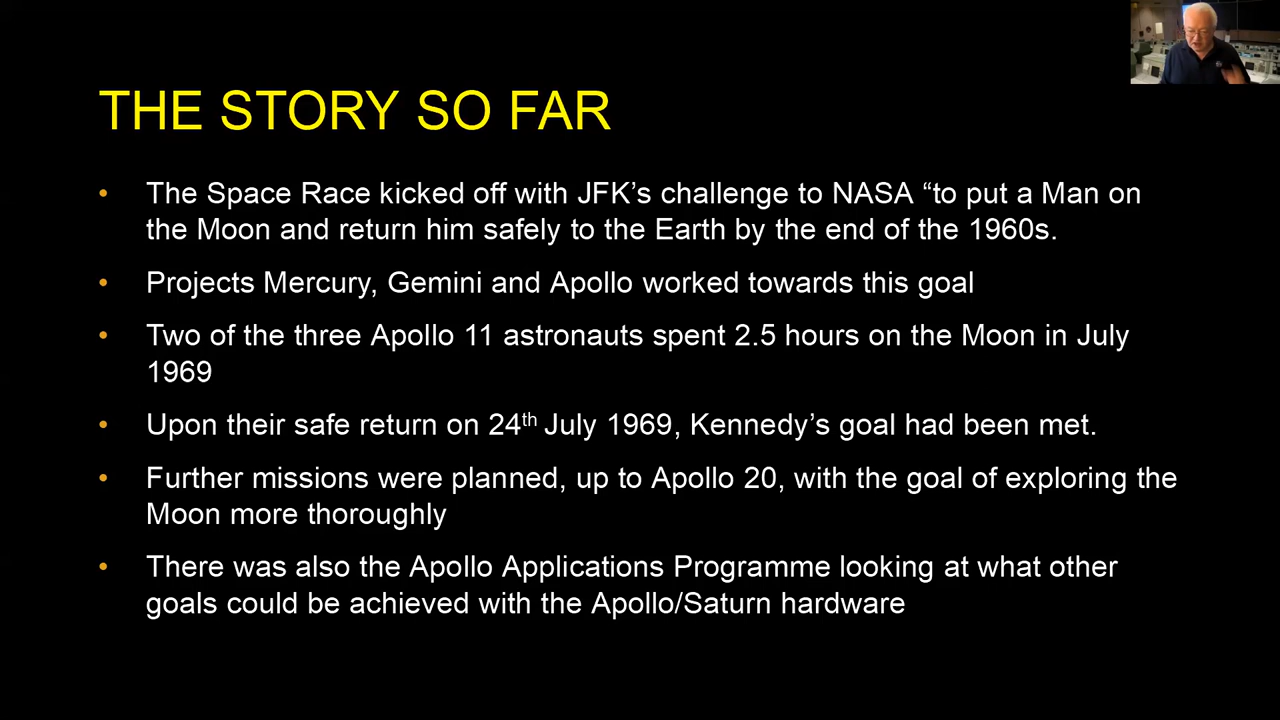 THE STORY SO FAR
• The Space Race kicked off with JFK’s challenge to NASA “to put a Man on
the Moon and return him safely to the Earth by the end of the 1960s.
• Projects Mercury, Gemini and Apollo worked towards this goal
• Two of the three Apollo 11 astronauts spent 2.5 hours on the Moon in July
1969
• Upon their safe return on 24th July 1969, Kennedy’s goal had been met.
• Further missions were planned, up to Apollo 20, with the goal of exploring the
Moon more thoroughly
• There was also the Apollo Applications Programme looking at what other
goals could be achieved with the Apollo/Saturn hardware